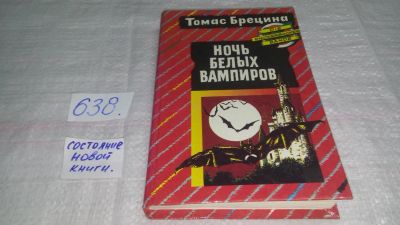 Томас Брецина
НОЧЬ
БЕЛЫХ
ВАМПИРОВ
638.
состояние
новой
книги.